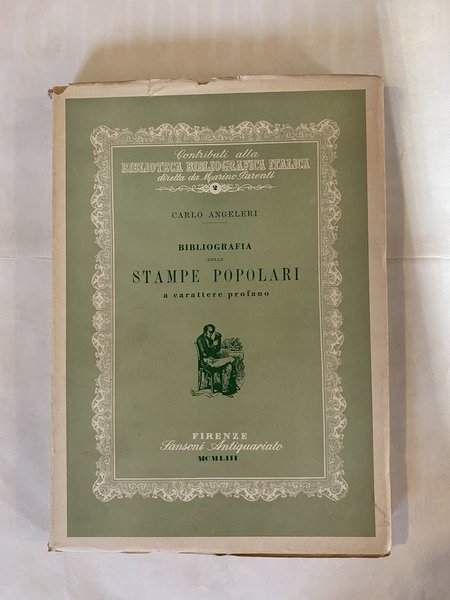 Contributi alla
BIBLIOTECA BIBLIOGRAFICA ITALICA
diretta da Marino Parenti
2
CARLO ANGELERI
BIBLIOGRAFIA
DELLE
STAMPE POPOLARI
a carattere profano
FIRENZE
Sansoni Antiquariato
MCMLIII